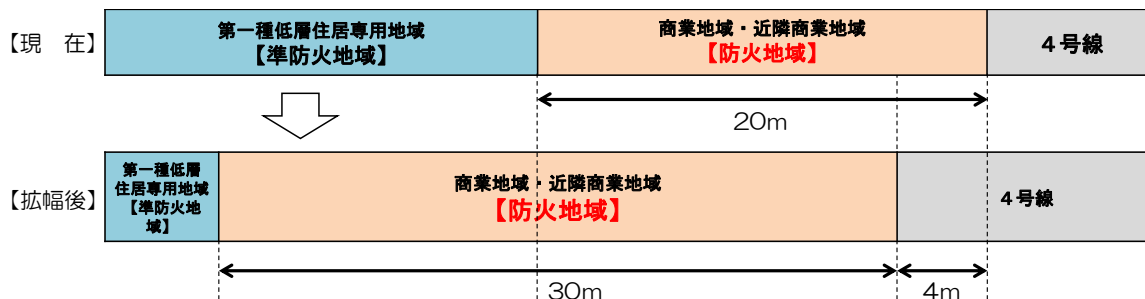 【現　在】
第一種低層住居専用地域
【準防火地域】
商業地域・近隣商業地域
【防火地域】
４号線
20m
【拡幅後】
第一種低層
住居専用地域
【準防火地
域】
商業地域・近隣商業地域
【防火地域】
４号線
30m
4m